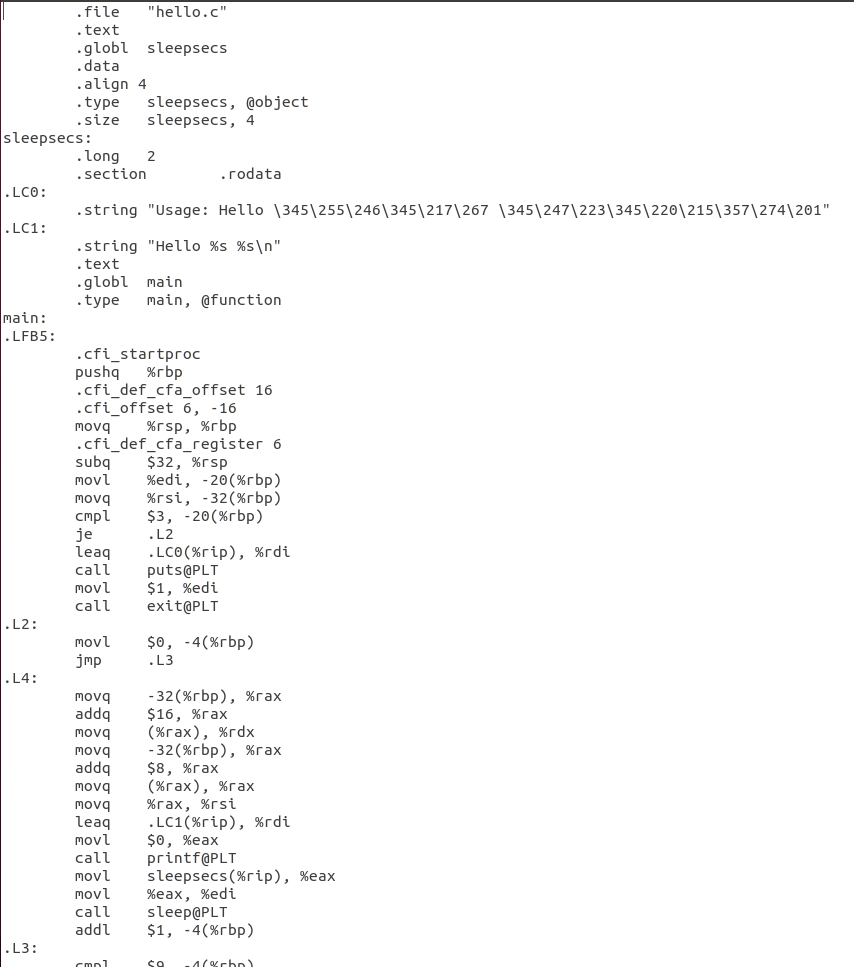 .file "hello.c"
.text
.globl sleepsecs
.data
.align 4
.type sleepsecs, @object
.size sleepsecs, 4
sleepsecs:
.long 2
.section .rodata
.LC0:
.string "Usage: Hello \345\255\246\345\217\267 \345\247\223\345\220\215\357\274\201"
.LC1:
.string "Hello %s %s\n"
.text
.globl main
.type main, @function
main:
.LFB5:
.cfi_startproc
pushq %rbp
.cfi_def_cfa_offset 16
.cfi_offset 6, -16
movq %rsp, %rbp
.cfi_def_cfa_register 6
subq $32, %rsp
movl %edi, -20(%rbp)
movq %rsi, -32(%rbp)
cmpl $3, -20(%rbp)
je .L2
leaq .LC0(%rip), %rdi
call puts@PLT
movl $1, %edi
call exit@PLT
.L2:
movl $0, -4(%rbp)
jmp .L3
.L4:
movq -32(%rbp), %rax
addq $16, %rax
movq (%rax), %rdx
movq -32(%rbp), %rax
addq $8, %rax
movq (%rax), %rax
movq %rax, %rsi
leaq .LC1(%rip), %rdi
movl $0, %eax
call printf@PLT
movl sleepsecs(%rip), %eax
movl %eax, %edi
call sleep@PLT
addl $1, -4(%rbp)
.L3:
cmpl $9, -4(%rbp)